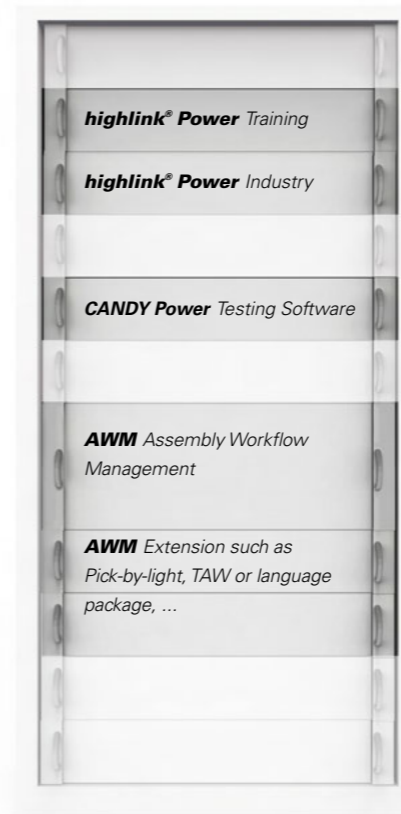 highlink® Power Training
highlink® Power Industry
CANDY Power Testing Software
AWM Assembly Workflow
Management
AWM Extension such as
Pick-by-light, TAW or language
package, ...